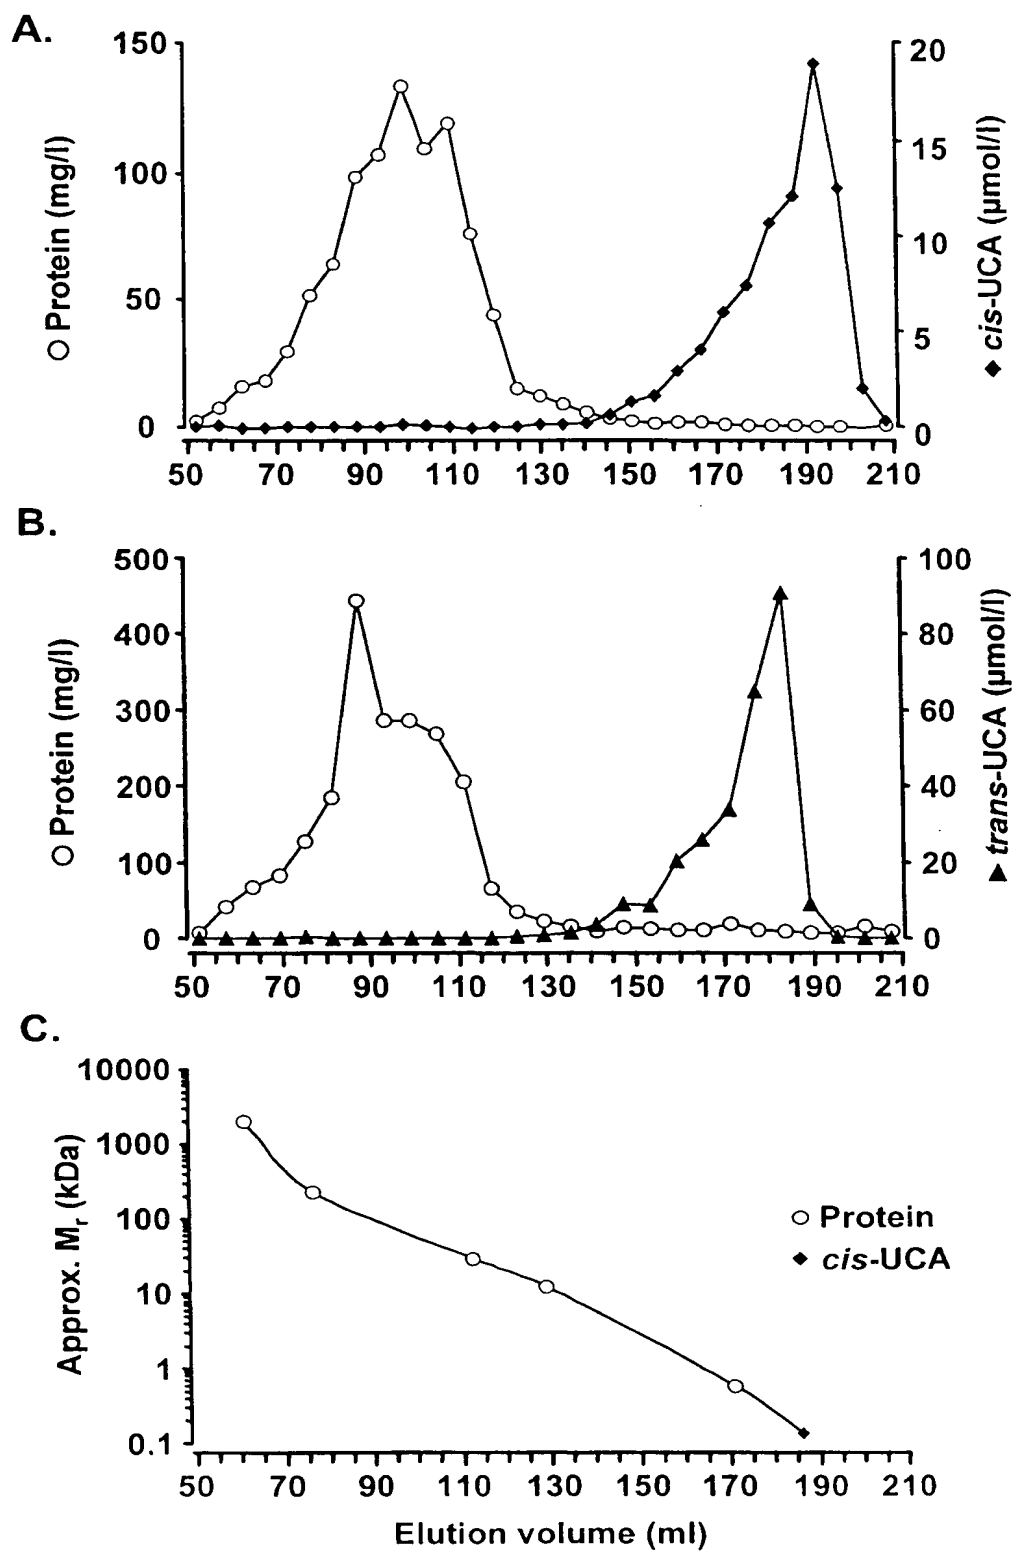 A.
150
100
50
0
Protein (mg/l)
20
15
10
5
0
cis-UCA (µmol/l)
50 70 90 110 130 150 170 190 210
B.
500
400
300
200
100
0
Protein (mg/l)
100
80
60
40
20
0
trans-UCA (µmol/l)
50 70 90 110 130 150 170 190 210
C.
10000
1000
100
10
1
0.1
Approx. Mr (kDa)
Protein
cis-UCA
50 70 90 110 130 150 170 190 210
Elution volume (ml)